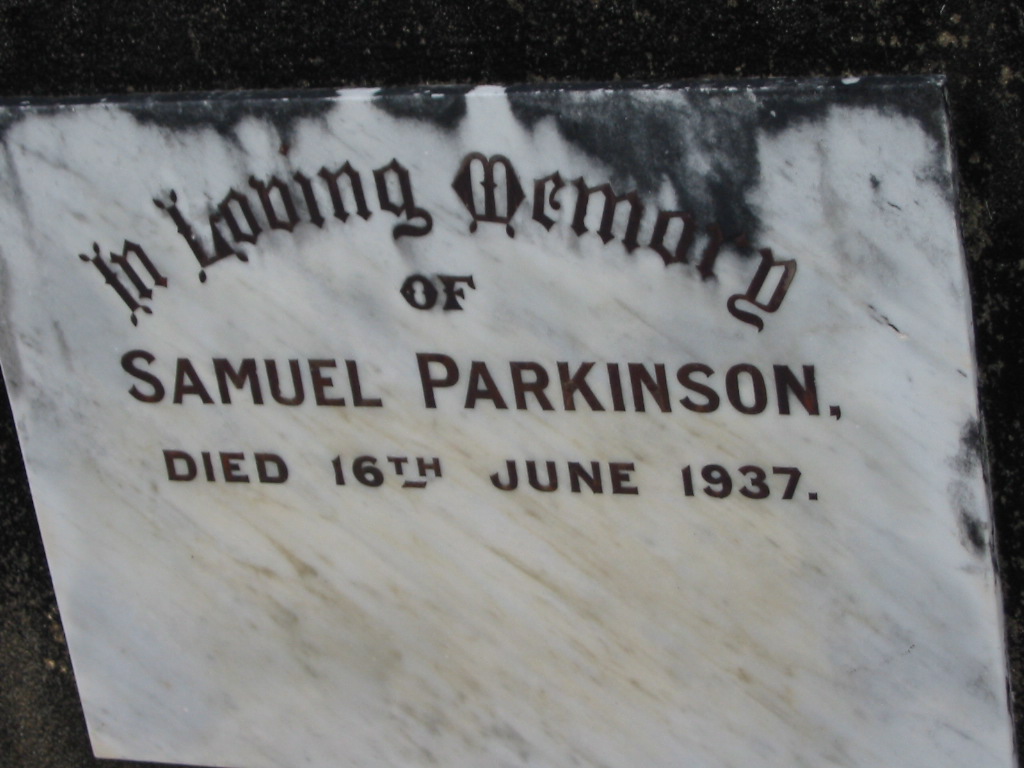 In Loving Memory
OF
SAMUEL PARKINSON,
DIED 16TH JUNE 1937.